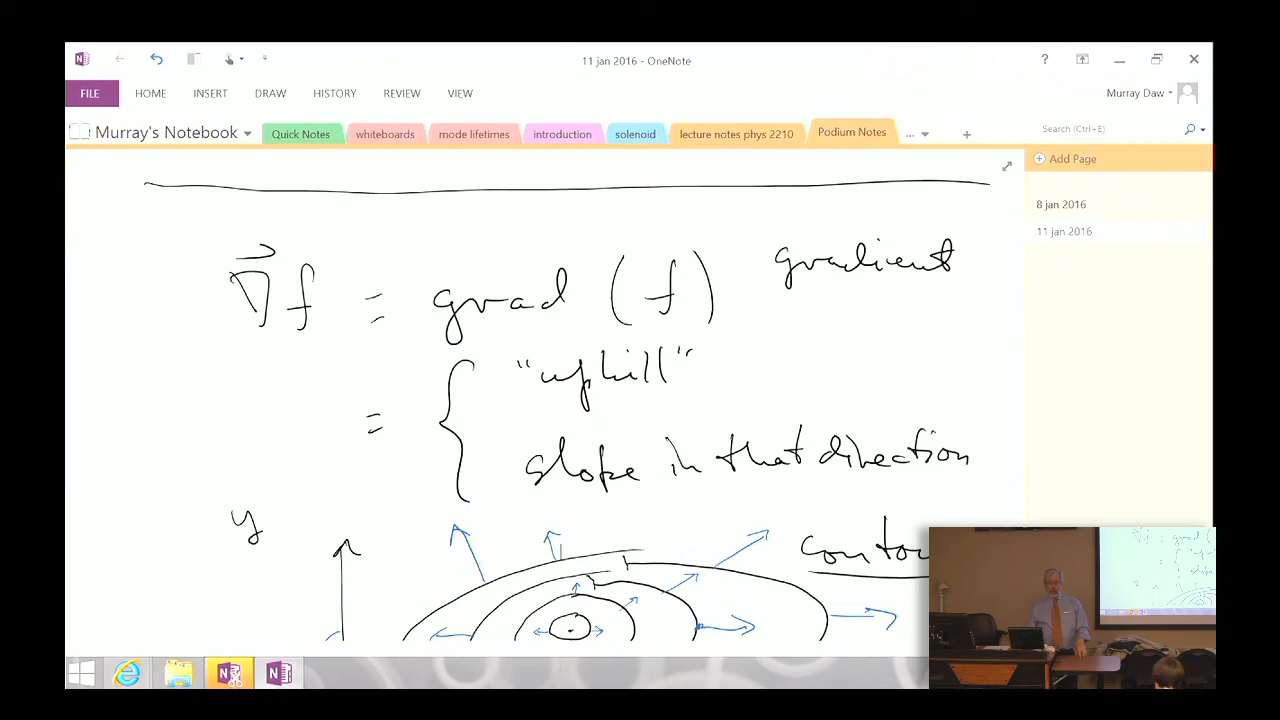 11 jan 2016 - OneNote
?
FILE HOME INSERT DRAW HISTORY REVIEW VIEW
Murray Daw
Murray's Notebook Quick Notes whiteboards mode lifetimes introduction solenoid lecture notes phys 2210 Podium Notes ... +
Search (Ctrl+E)
Add Page
8 jan 2016
11 jan 2016
∇⃗f = grad (f) gradient
= { "uphill"
slope in that direction
y
contou